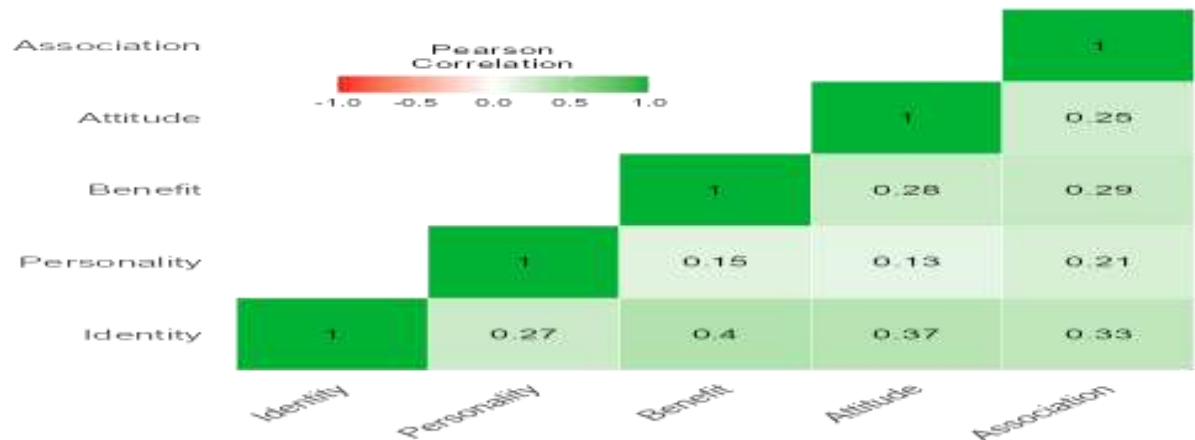 Association
Pearson
Correlation
-1.0 -0.5 0.0 0.5 1.0
1
Attitude
1 0.25
Benefit
1 0.28 0.29
Personality
1 0.15 0.13 0.21
Identity
1 0.27 0.4 0.37 0.33
Identity Personality Benefit Attitude Association